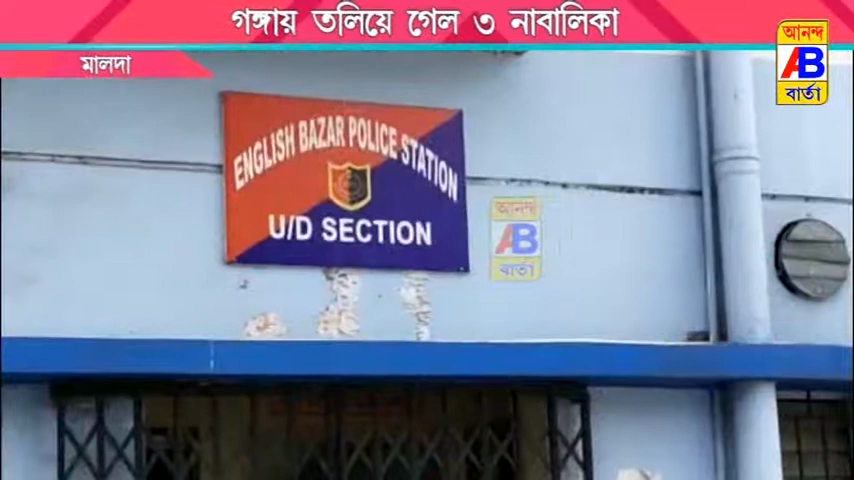 গঙ্গায় তলিয়ে গেল ৩ নাবালিকা
মালদা
আনন্দ
AB
বার্তা
ENGLISH BAZAR POLICE STATION
U/D SECTION
আনন্দ
AB
বার্তা